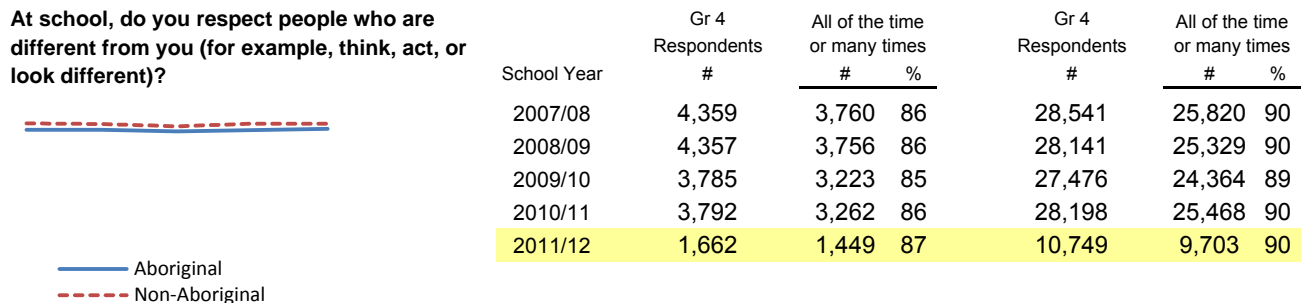 At school, do you respect people who are
different from you (for example, think, act, or
look different)?
Gr 4 All of the time Gr 4 All of the time
Respondents or many times Respondents or many times
School Year # # % # # %
2007/08 4,359 3,760 86 28,541 25,820 90
2008/09 4,357 3,756 86 28,141 25,329 90
2009/10 3,785 3,223 85 27,476 24,364 89
2010/11 3,792 3,262 86 28,198 25,468 90
2011/12 1,662 1,449 87 10,749 9,703 90
Aboriginal
Non-Aboriginal